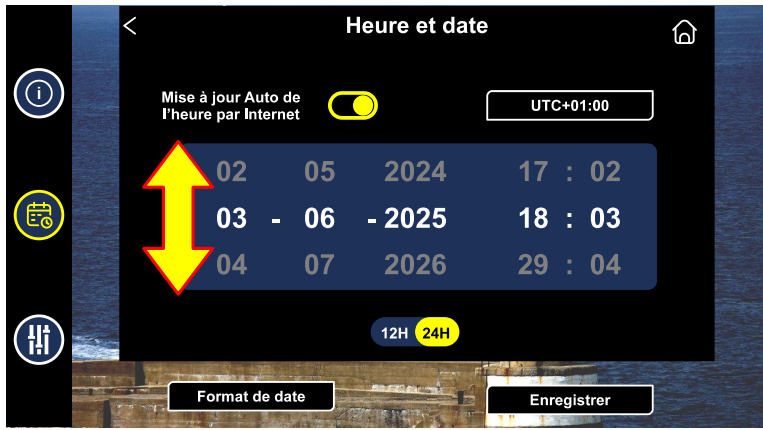 Heure et date
Mise à jour Auto de
l'heure par Internet
UTC+01:00
02 05 2024 17 : 02
03 - 06 - 2025 18 : 03
04 07 2026 29 : 04
12H 24H
Format de date
Enregistrer